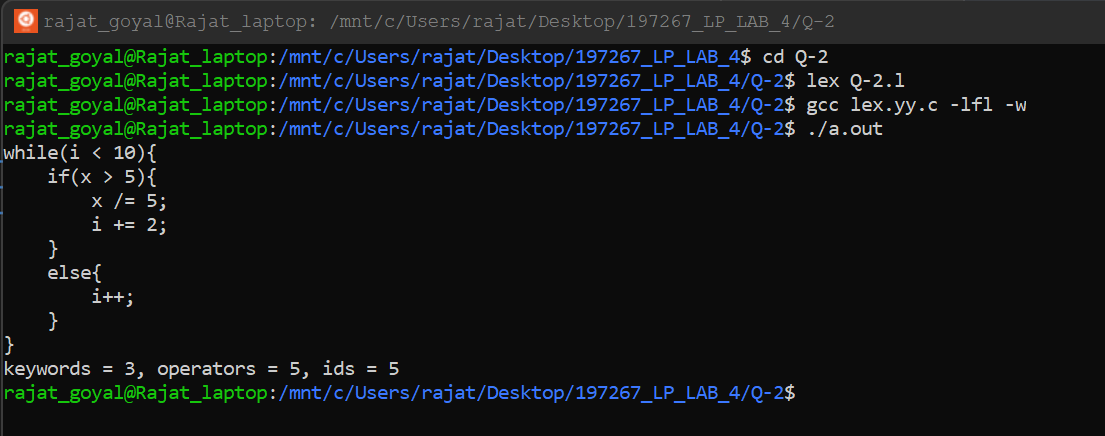 rajat_goyal@Rajat_laptop: /mnt/c/Users/rajat/Desktop/197267_LP_LAB_4/Q-2
rajat_goyal@Rajat_laptop:/mnt/c/Users/rajat/Desktop/197267_LP_LAB_4$ cd Q-2
rajat_goyal@Rajat_laptop:/mnt/c/Users/rajat/Desktop/197267_LP_LAB_4/Q-2$ lex Q-2.l
rajat_goyal@Rajat_laptop:/mnt/c/Users/rajat/Desktop/197267_LP_LAB_4/Q-2$ gcc lex.yy.c -lfl -w
rajat_goyal@Rajat_laptop:/mnt/c/Users/rajat/Desktop/197267_LP_LAB_4/Q-2$ ./a.out
while(i < 10){
    if(x > 5){
        x /= 5;
        i += 2;
    }
    else{
        i++;
    }
}
keywords = 3, operators = 5, ids = 5
rajat_goyal@Rajat_laptop:/mnt/c/Users/rajat/Desktop/197267_LP_LAB_4/Q-2$